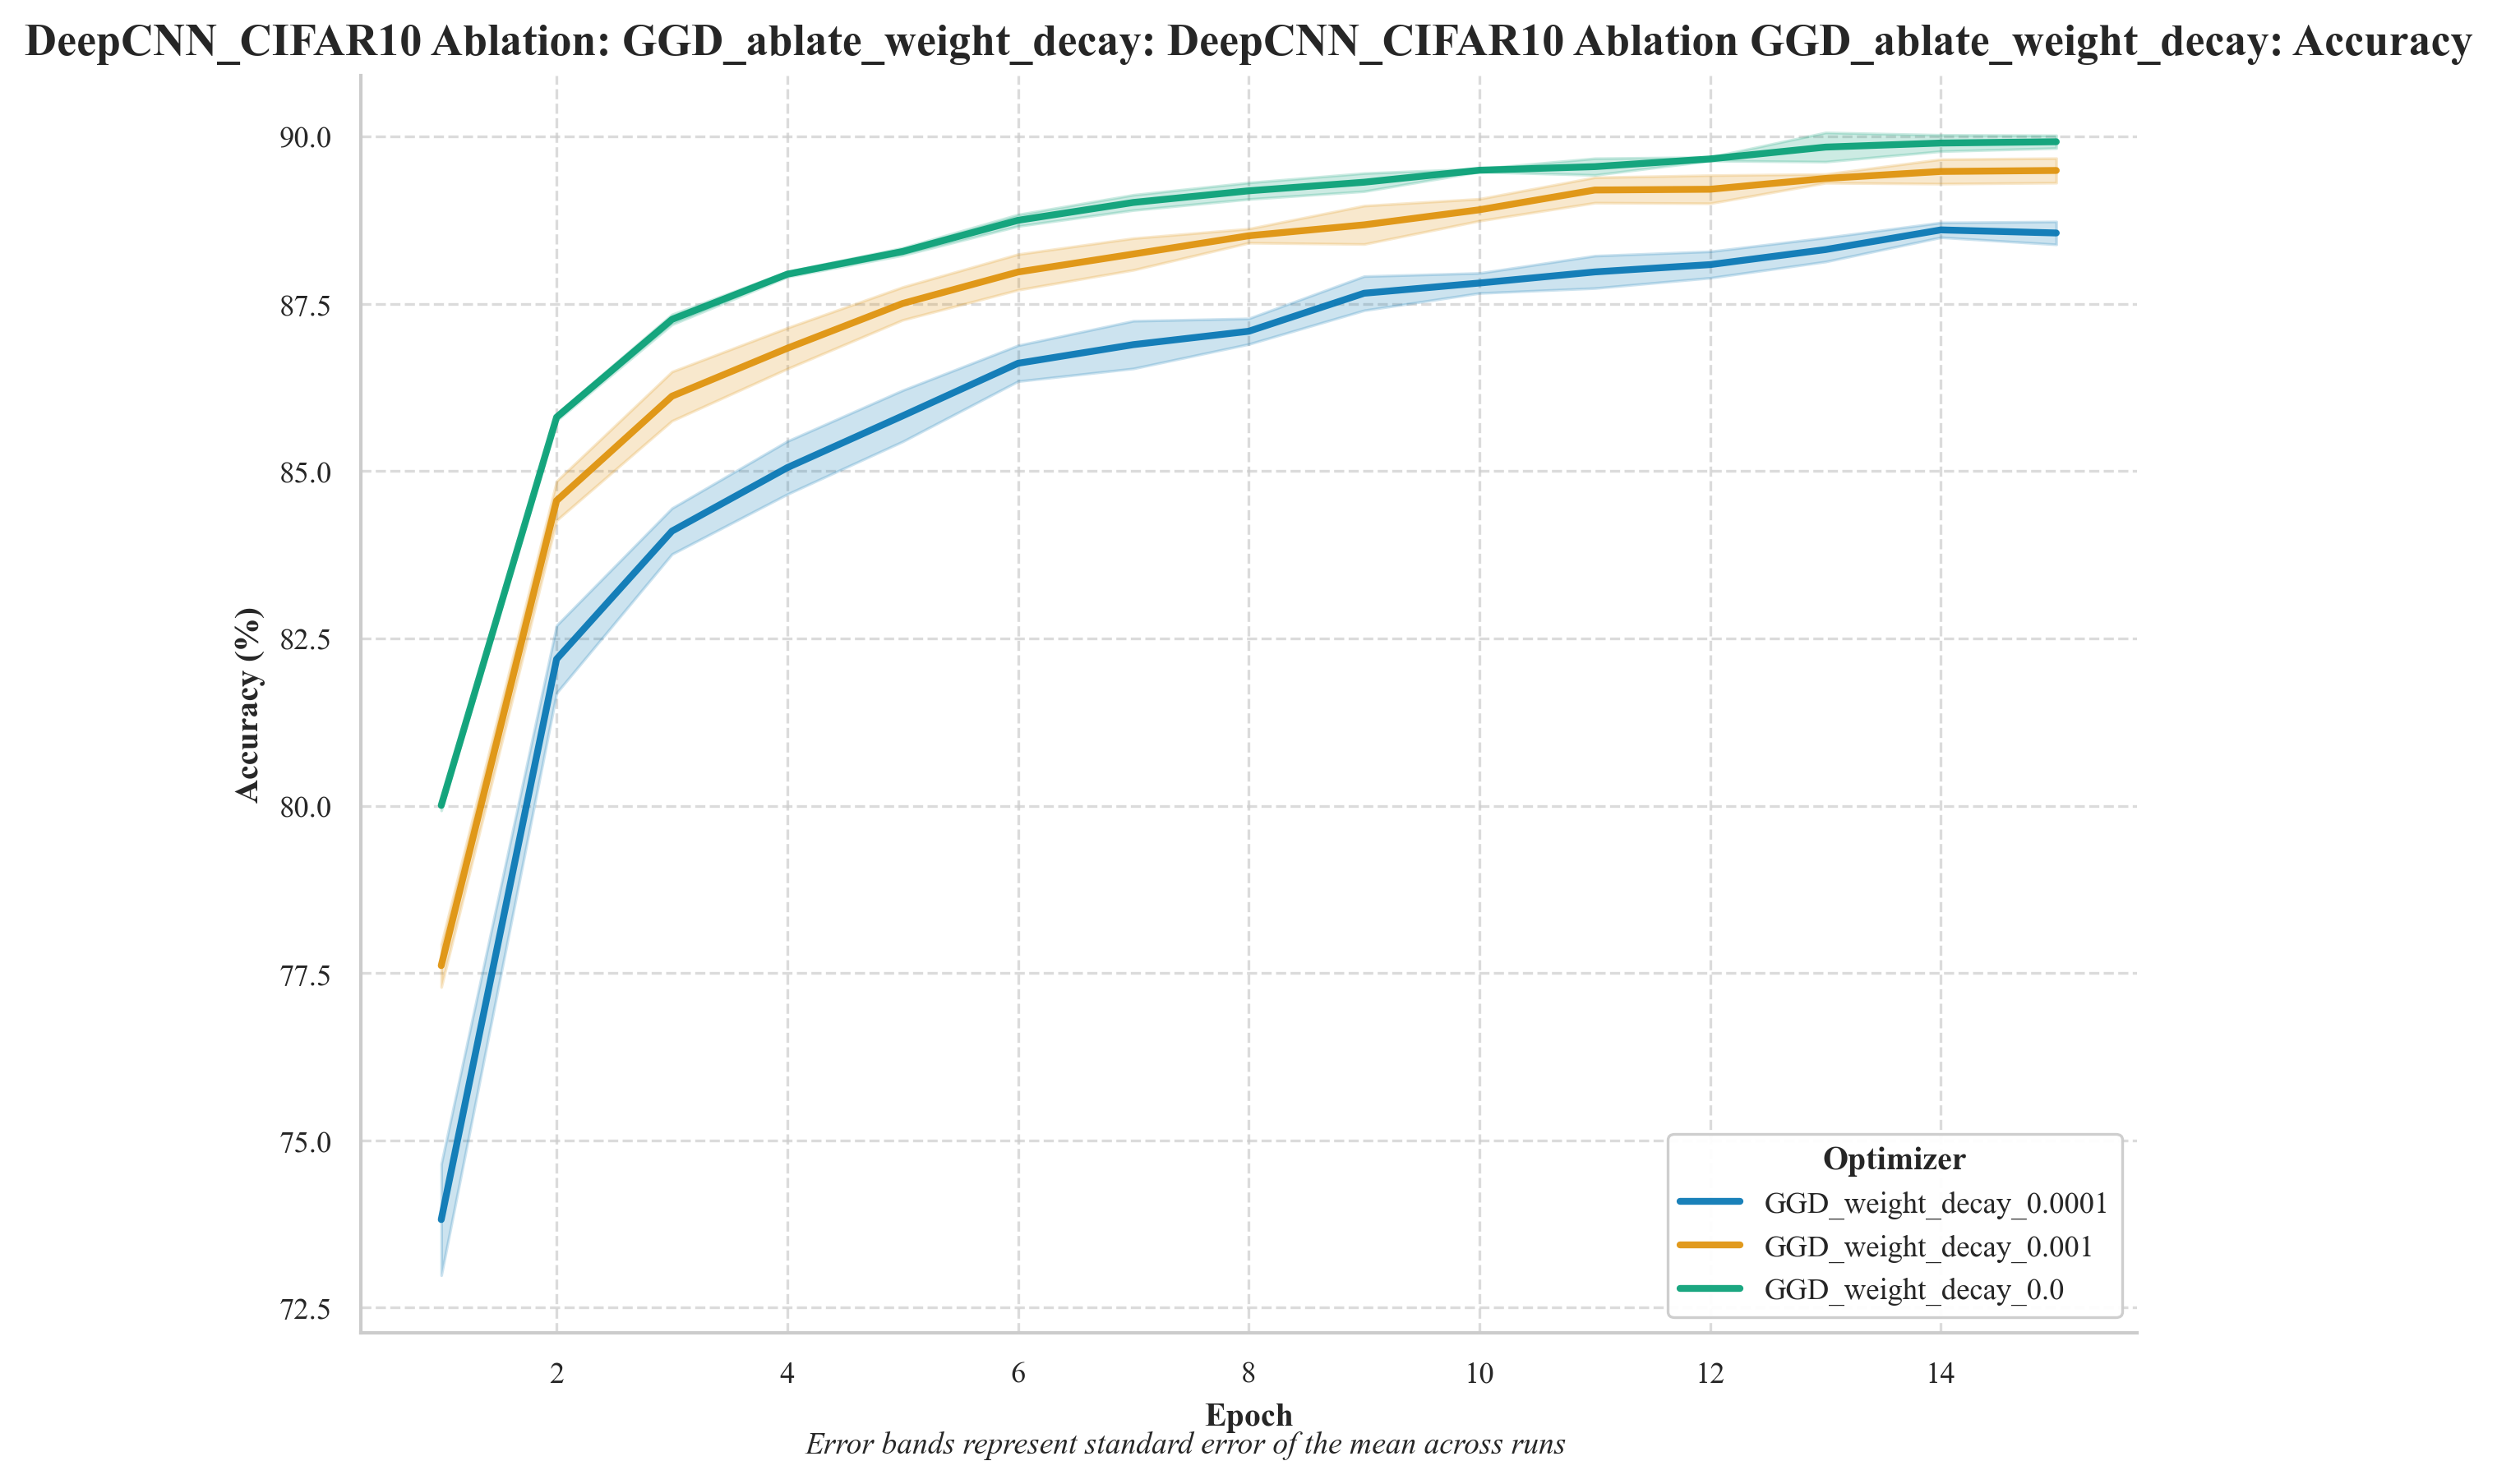 DeepCNN_CIFAR10 Ablation: GGD_ablate_weight_decay: DeepCNN_CIFAR10 Ablation GGD_ablate_weight_decay: Accuracy
90.0
87.5
85.0
82.5
80.0
77.5
75.0
72.5
Accuracy (%)
Optimizer
GGD_weight_decay_0.0001
GGD_weight_decay_0.001
GGD_weight_decay_0.0
2 4 6 8 10 12 14
Epoch
Error bands represent standard error of the mean across runs